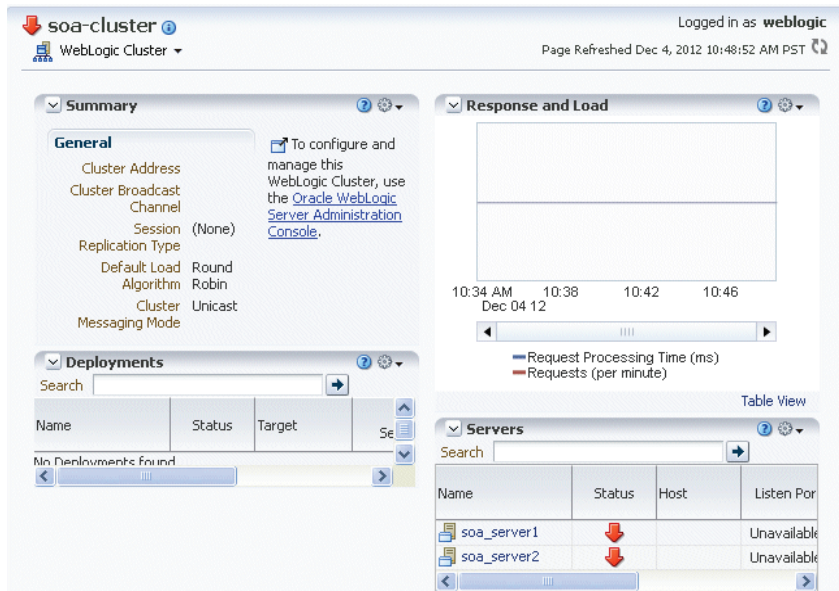 soa-cluster
Logged in as weblogic
WebLogic Cluster
Page Refreshed Dec 4, 2012 10:48:52 AM PST
Summary
General
Cluster Address
Cluster Broadcast
Channel
Session (None)
Replication Type
Default Load Round
Algorithm Robin
Cluster Unicast
Messaging Mode
To configure and
manage this
WebLogic Cluster, use
the Oracle WebLogic
Server Administration
Console.
Deployments
Search
Name Status Target Se
No Deployments found
Response and Load
10:34 AM 10:38 10:42 10:46
Dec 04 12
Request Processing Time (ms)
Requests (per minute)
Table View
Servers
Search
Name Status Host Listen Por
soa_server1 Unavailable
soa_server2 Unavailable